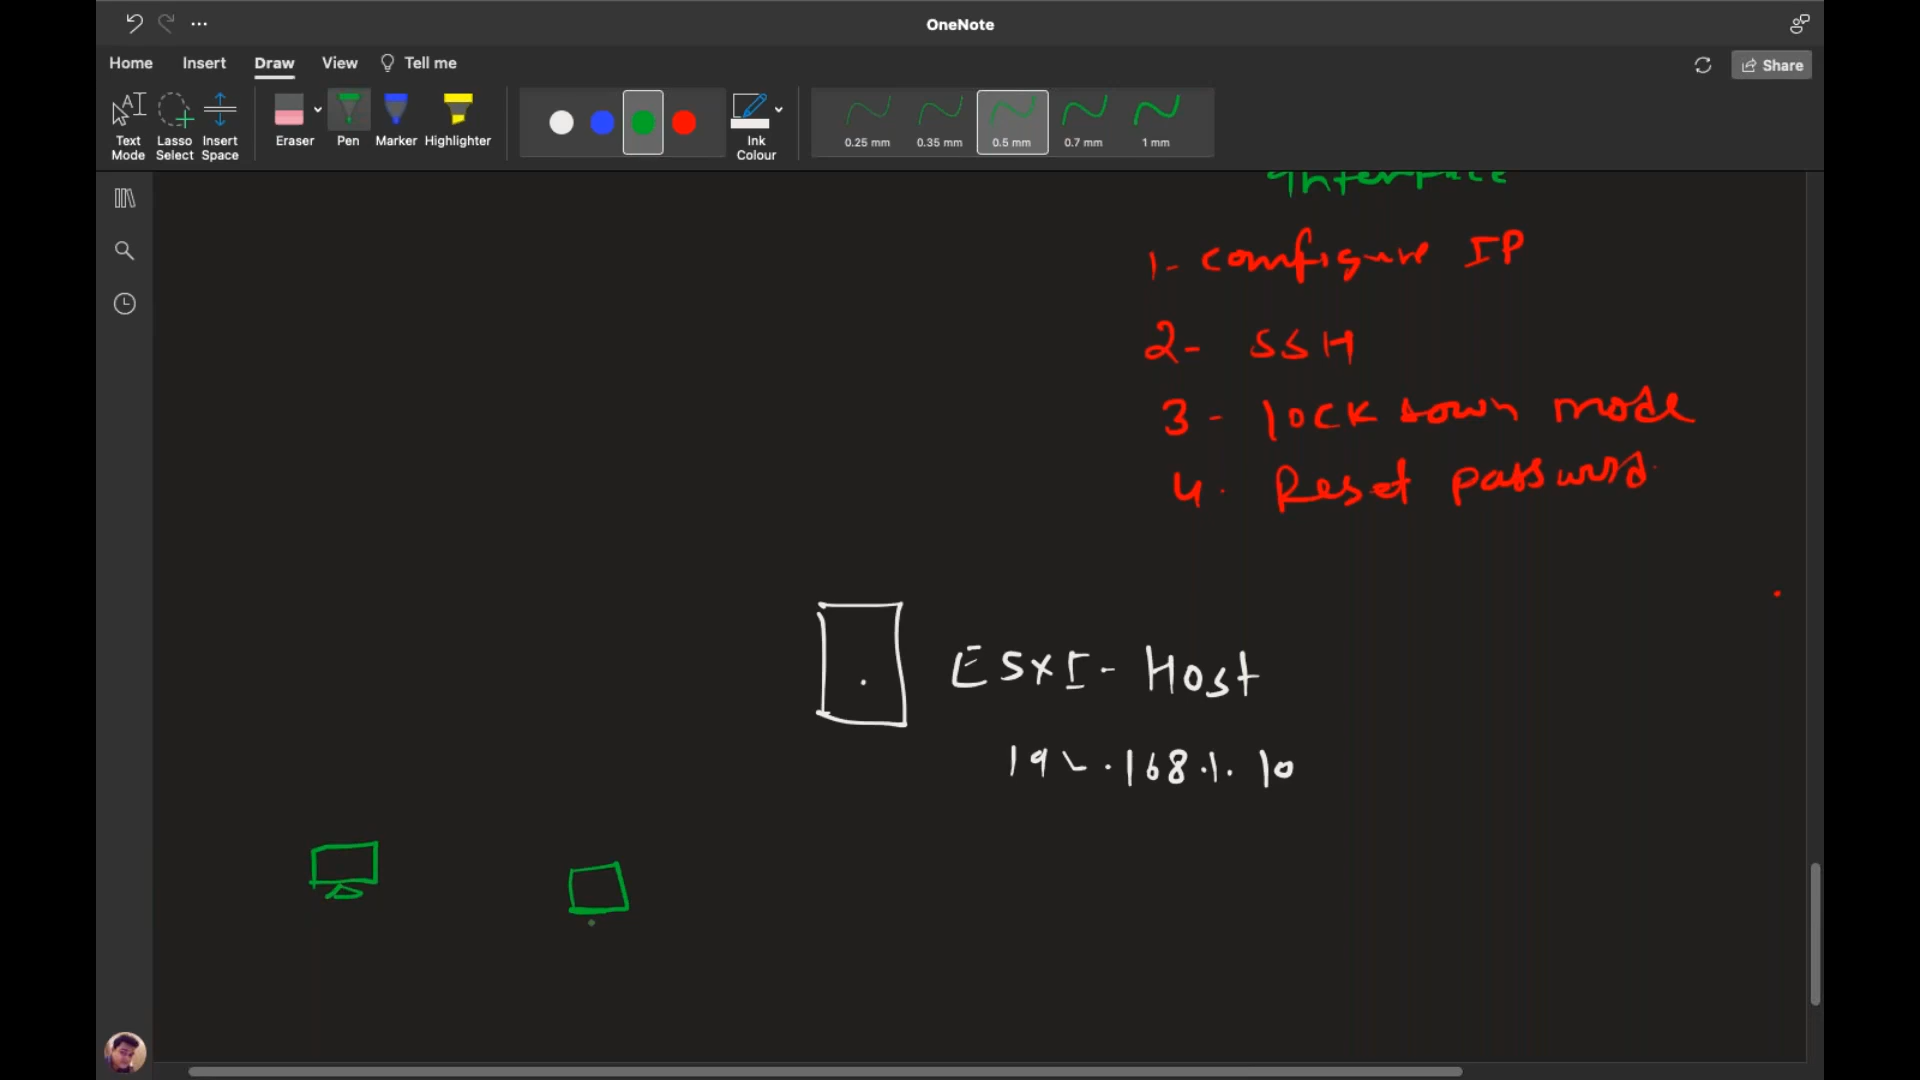 OneNote
Home Insert Draw View Tell me
Share
Text Mode
Lasso Select
Insert Space
Eraser
Pen
Marker
Highlighter
Ink Colour
0.25 mm
0.35 mm
0.5 mm
0.7 mm
1 mm
interface
1- configure IP
2- SSH
3- lock down mode
4. Reset password
ESXI- Host
192.168.1.10